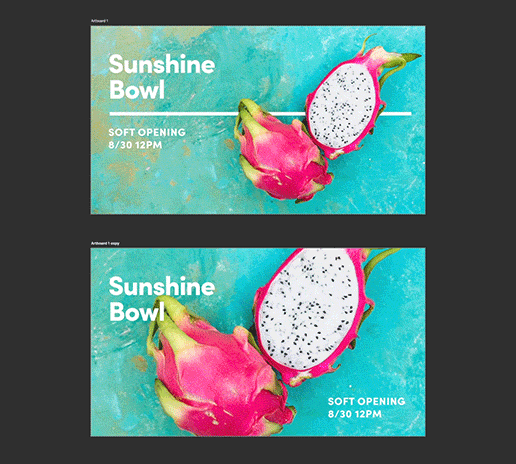 Artboard 1
Sunshine
Bowl
SOFT OPENING
8/30 12PM
Artboard 1 copy
Sunshine
Bowl
SOFT OPENING
8/30 12PM